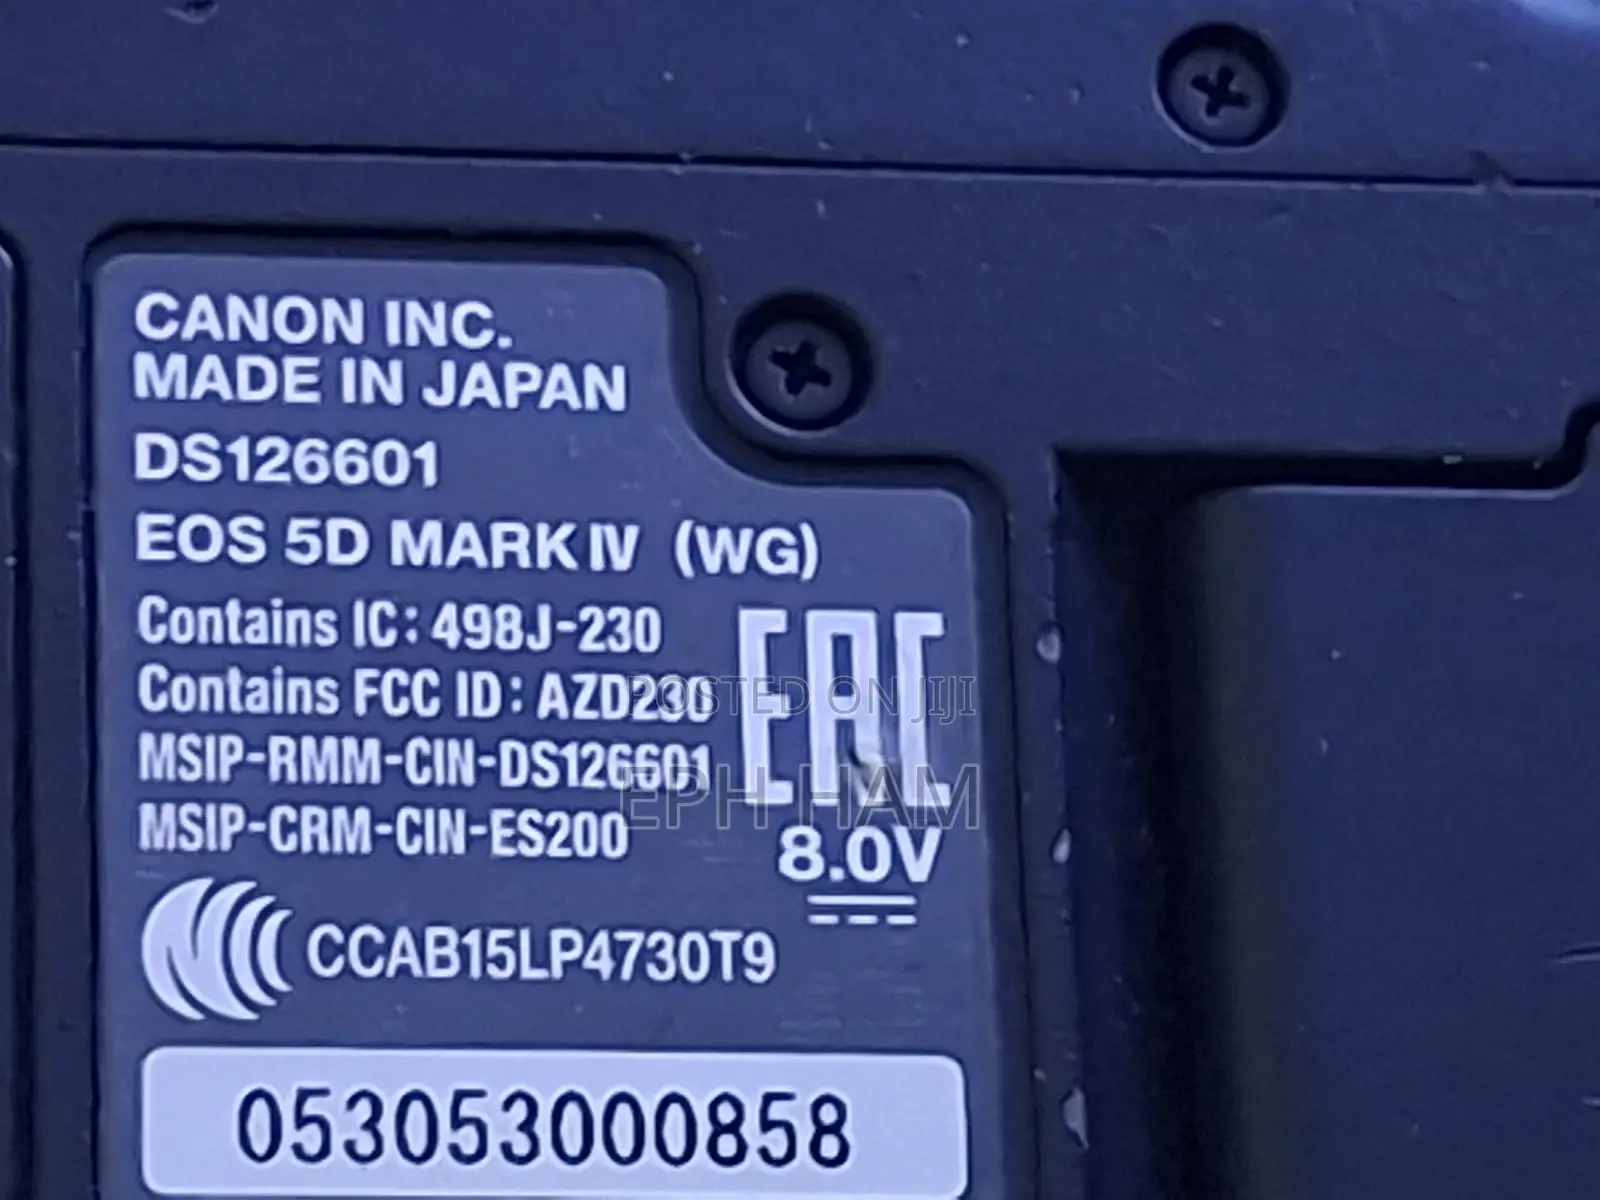 CANON INC.
MADE IN JAPAN
DS126601
EOS 5D MARK IV (WG)
Contains IC: 498J-230
Contains FCC ID: AZD230
MSIP-RMM-CIN-DS126601
MSIP-CRM-CIN-ES200
EAC
8.0V
CCAB15LP4730T9
053053000858
POSTED ON JIJI
EPH HAM